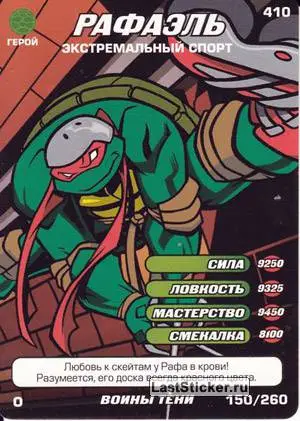 РАФАЭЛЬ
410
ГЕРОЙ
ЭКСТРЕМАЛЬНЫЙ СПОРТ
СИЛА 9250
ЛОВКОСТЬ 9325
МАСТЕРСТВО 9450
СМЕКАЛКА 8100
Любовь к скейтам у Рафа в крови!
Разумеется, его доска всегда красного цвета.
LastSticker.ru
0 ВОИНЫ ТЕНИ 150/260